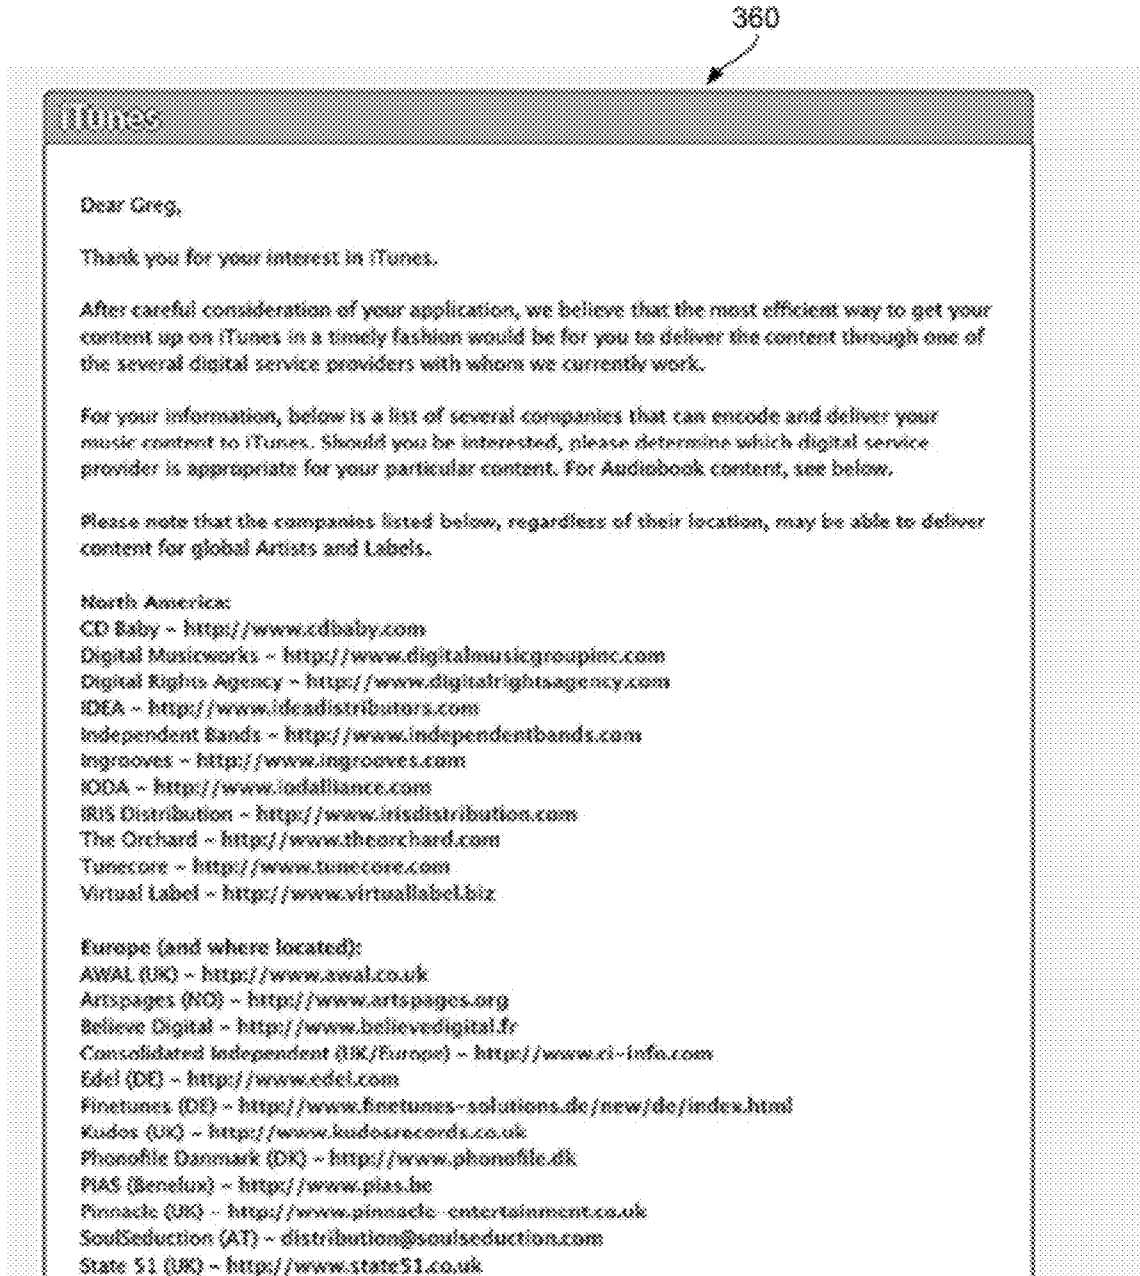 360
iTunes
Dear Greg,
Thank you for your interest in iTunes.
After careful consideration of your application, we believe that the most efficient way to get your
content up on iTunes in a timely fashion would be for you to deliver the content through one of
the several digital service providers with whom we currently work.
For your information, below is a list of several companies that can encode and deliver your
music content to iTunes. Should you be interested, please determine which digital service
provider is appropriate for your particular content. For Audiobook content, see below.
Please note that the companies listed below, regardless of their location, may be able to deliver
content for global Artists and Labels.
North America:
CD Baby ~ http://www.cdbaby.com
Digital Musicworks ~ http://www.digitalmusicgroupinc.com
Digital Rights Agency ~ http://www.digitalrightsagency.com
IDEA ~ http://www.ideadistributors.com
Independent Bands ~ http://www.independentbands.com
Ingrooves ~ http://www.ingrooves.com
IODA ~ http://www.iodalliance.com
IRIS Distribution ~ http://www.irisdistribution.com
The Orchard ~ http://www.theorchard.com
Tunecore ~ http://www.tunecore.com
Virtual Label ~ http://www.virtuallabel.biz
Europe (and where located):
AWAL (UK) ~ http://www.awal.co.uk
Artspages (NO) ~ http://www.artspages.org
Believe Digital ~ http://www.believedigital.fr
Consolidated Independent (UK/Europe) ~ http://www.ci-info.com
Edel (DE) ~ http://www.edel.com
Finetunes (DE) ~ http://www.finetunes-solutions.de/new/de/index.html
Kudos (UK) ~ http://www.kudosrecords.co.uk
Phonofile Danmark (DK) ~ http://www.phonofile.dk
PIAS (Benelux) ~ http://www.pias.be
Pinnacle (UK) ~ http://www.pinnacle-entertainment.co.uk
SoulSeduction (AT) ~ distribution@soulseduction.com
State 51 (UK) ~ http://www.state51.co.uk